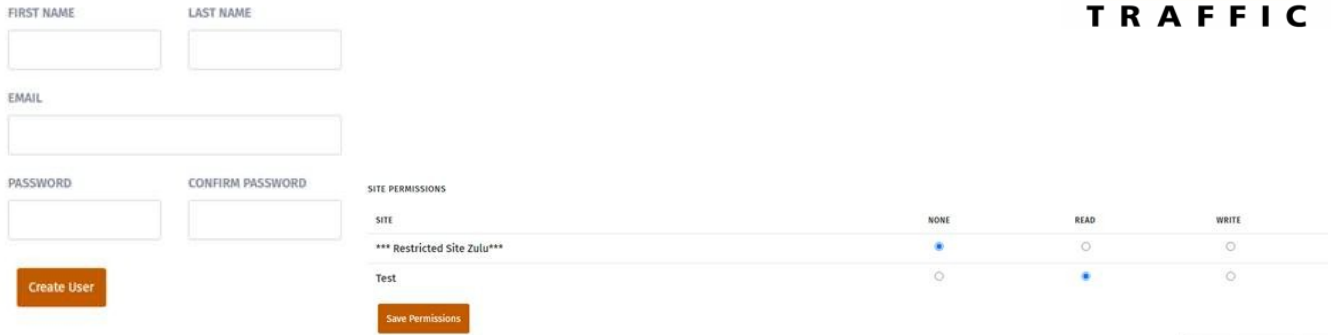 TRAFFIC
FIRST NAME LAST NAME
EMAIL
PASSWORD CONFIRM PASSWORD
Create User
SITE PERMISSIONS
SITE NONE READ WRITE
*** Restricted Site Zulu***
Test
Save Permissions